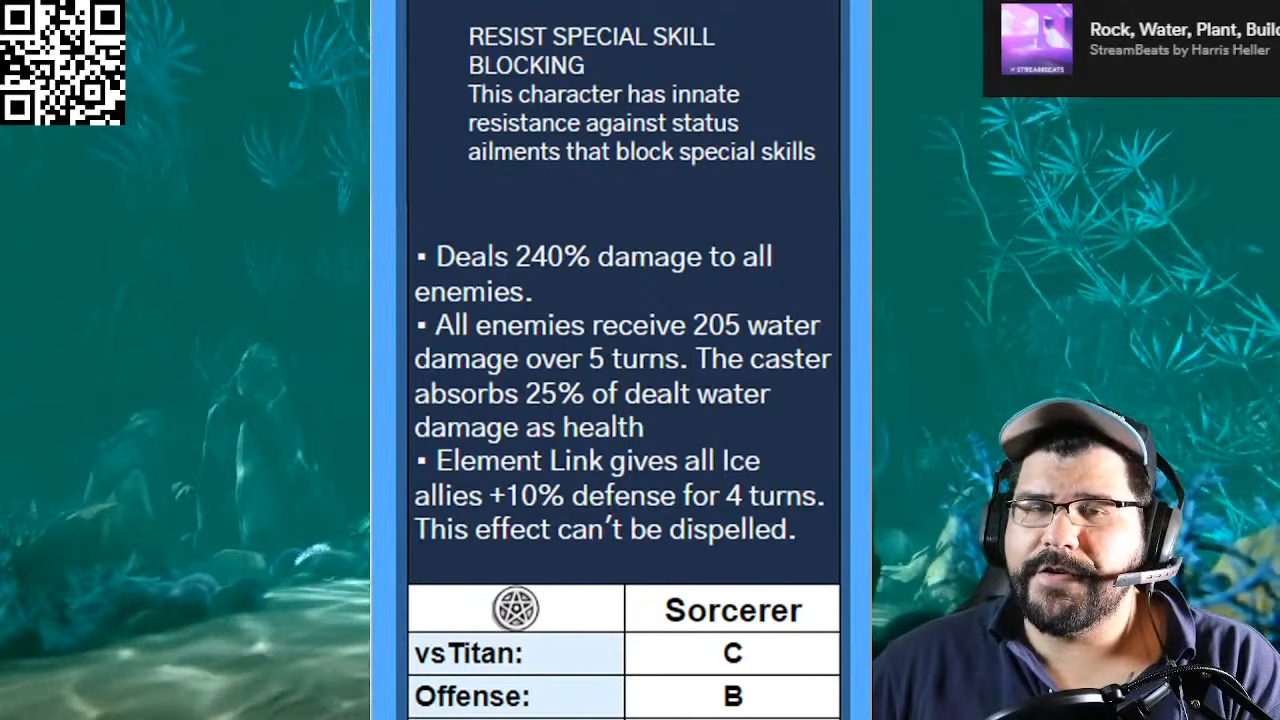 RESIST SPECIAL SKILL
BLOCKING
This character has innate
resistance against status
ailments that block special skills
▪ Deals 240% damage to all
enemies.
▪ All enemies receive 205 water
damage over 5 turns. The caster
absorbs 25% of dealt water
damage as health
▪ Element Link gives all Ice
allies +10% defense for 4 turns.
This effect can't be dispelled.
Sorcerer
vsTitan: C
Offense: B
Rock, Water, Plant, Build
StreamBeats by Harris Heller
STREAMBEATS